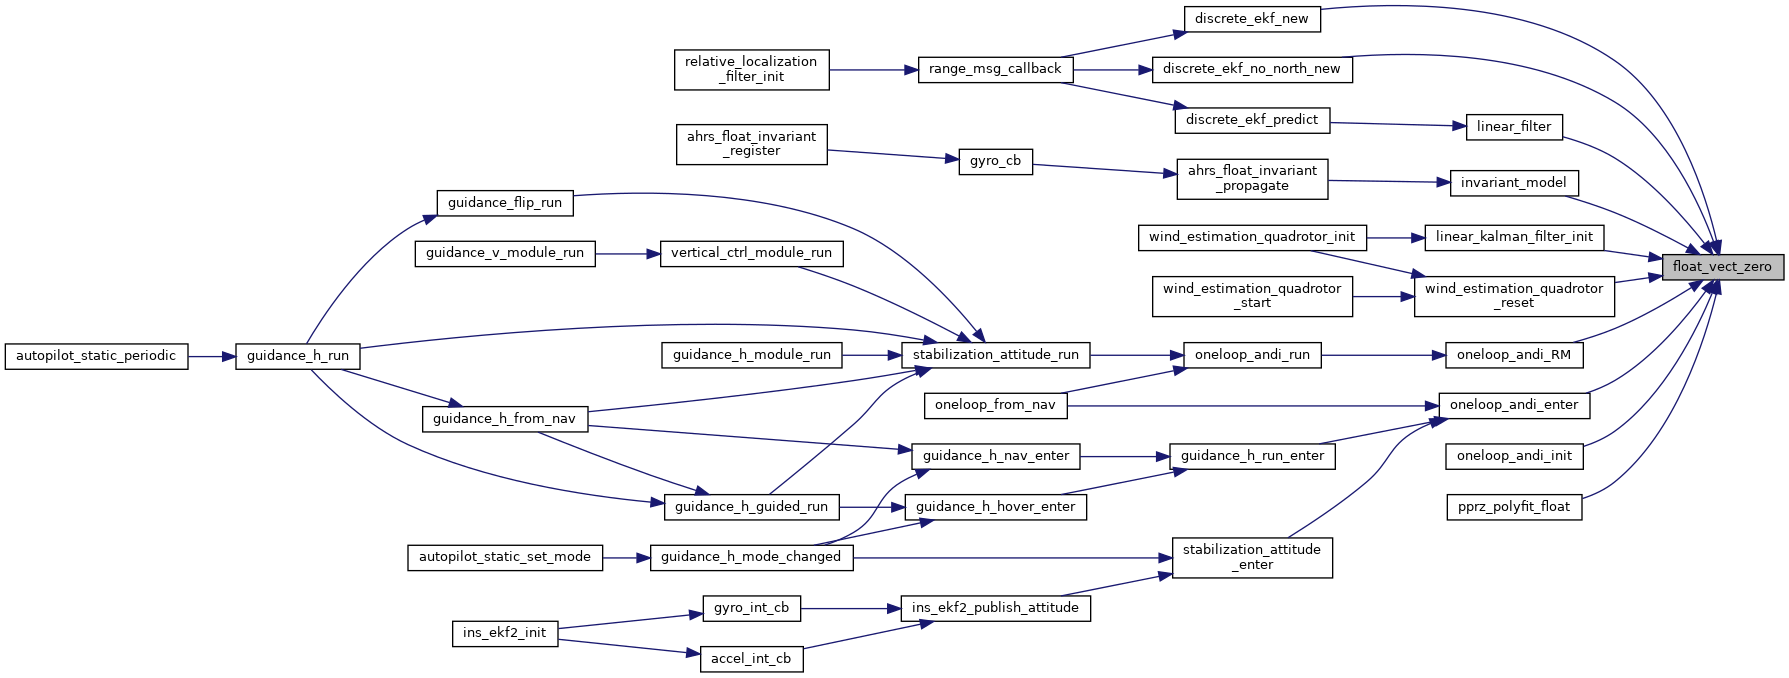 discrete_ekf_new
relative_localization
_filter_init
range_msg_callback
discrete_ekf_no_north_new
discrete_ekf_predict
linear_filter
ahrs_float_invariant
_register
gyro_cb
ahrs_float_invariant
_propagate
invariant_model
guidance_flip_run
guidance_v_module_run
vertical_ctrl_module_run
wind_estimation_quadrotor_init
linear_kalman_filter_init
float_vect_zero
wind_estimation_quadrotor
_start
wind_estimation_quadrotor
_reset
autopilot_static_periodic
guidance_h_run
guidance_h_module_run
stabilization_attitude_run
oneloop_andi_run
oneloop_andi_RM
guidance_h_from_nav
oneloop_from_nav
oneloop_andi_enter
guidance_h_nav_enter
guidance_h_run_enter
oneloop_andi_init
guidance_h_guided_run
guidance_h_hover_enter
pprz_polyfit_float
autopilot_static_set_mode
guidance_h_mode_changed
stabilization_attitude
_enter
ins_ekf2_init
gyro_int_cb
ins_ekf2_publish_attitude
accel_int_cb